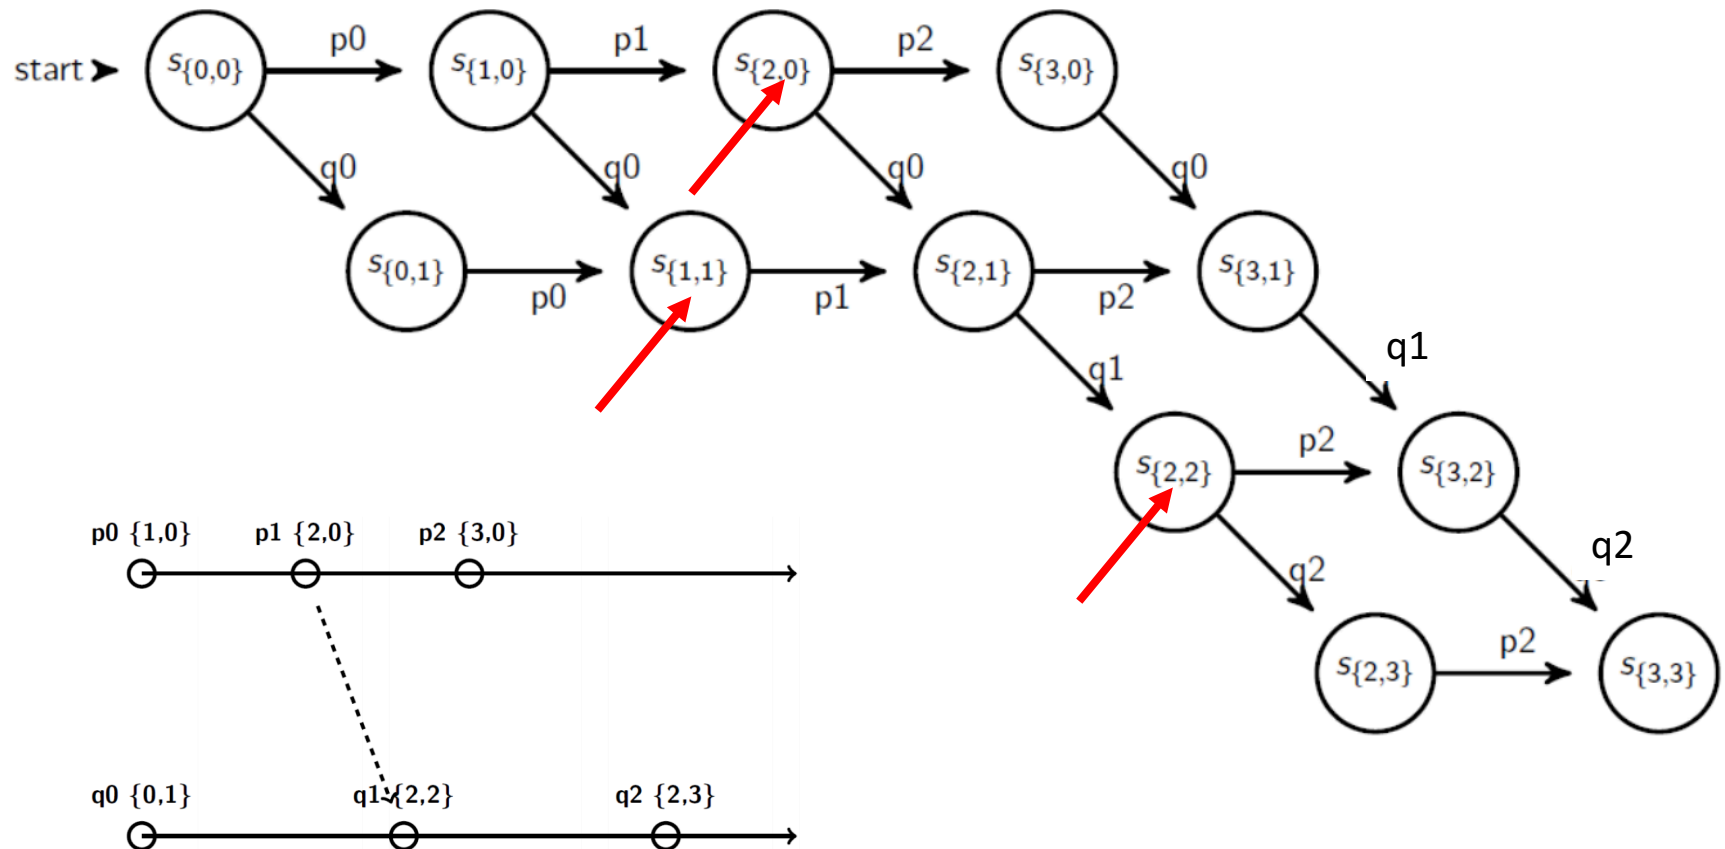 p0 p1 p2
start S{0,0} S{1,0} S{2,0} S{3,0}
q0 q0 q0 q0
S{0,1} S{1,1} S{2,1} S{3,1}
p0 p1 p2
q1 q1
p2
S{2,2} S{3,2}
p0 {1,0} p1 {2,0} p2 {3,0}
q2 q2
p2
S{2,3} S{3,3}
q0 {0,1} q1 {2,2} q2 {2,3}